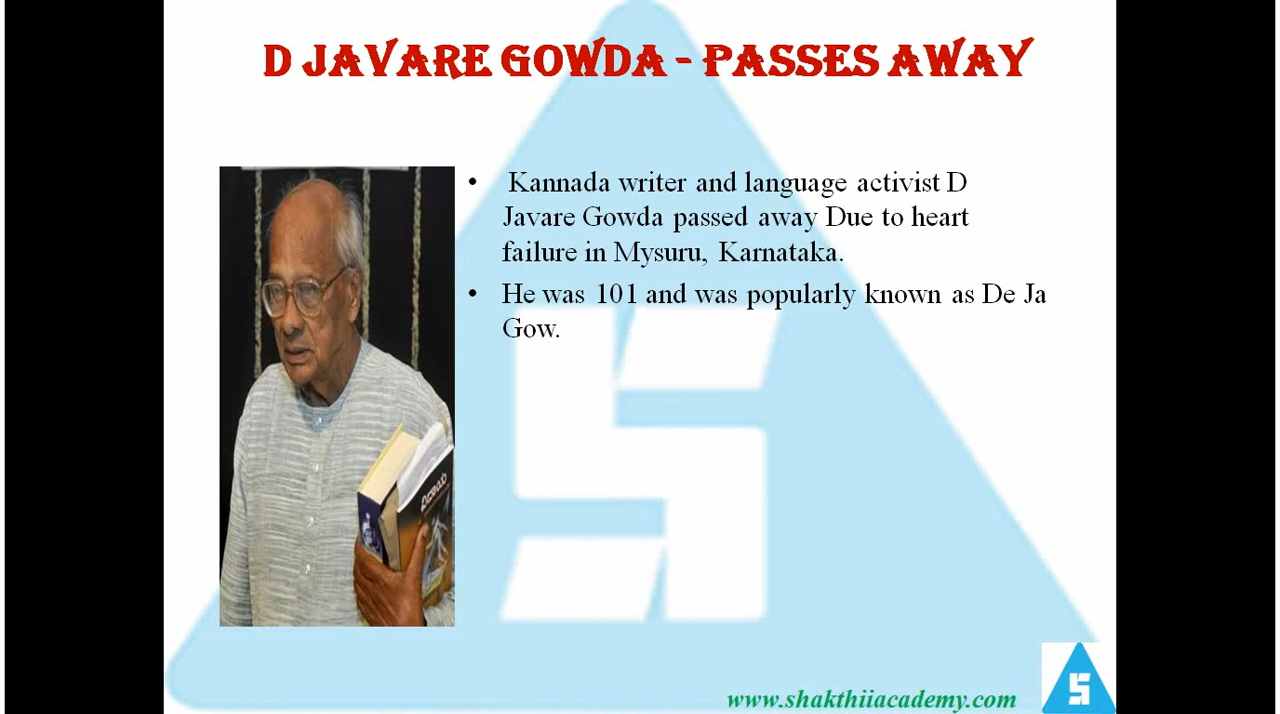 D JAVARE GOWDA - PASSES AWAY
• Kannada writer and language activist D
Javare Gowda passed away Due to heart
failure in Mysuru, Karnataka.
• He was 101 and was popularly known as De Ja
Gow.
www.shakthiiacademy.com